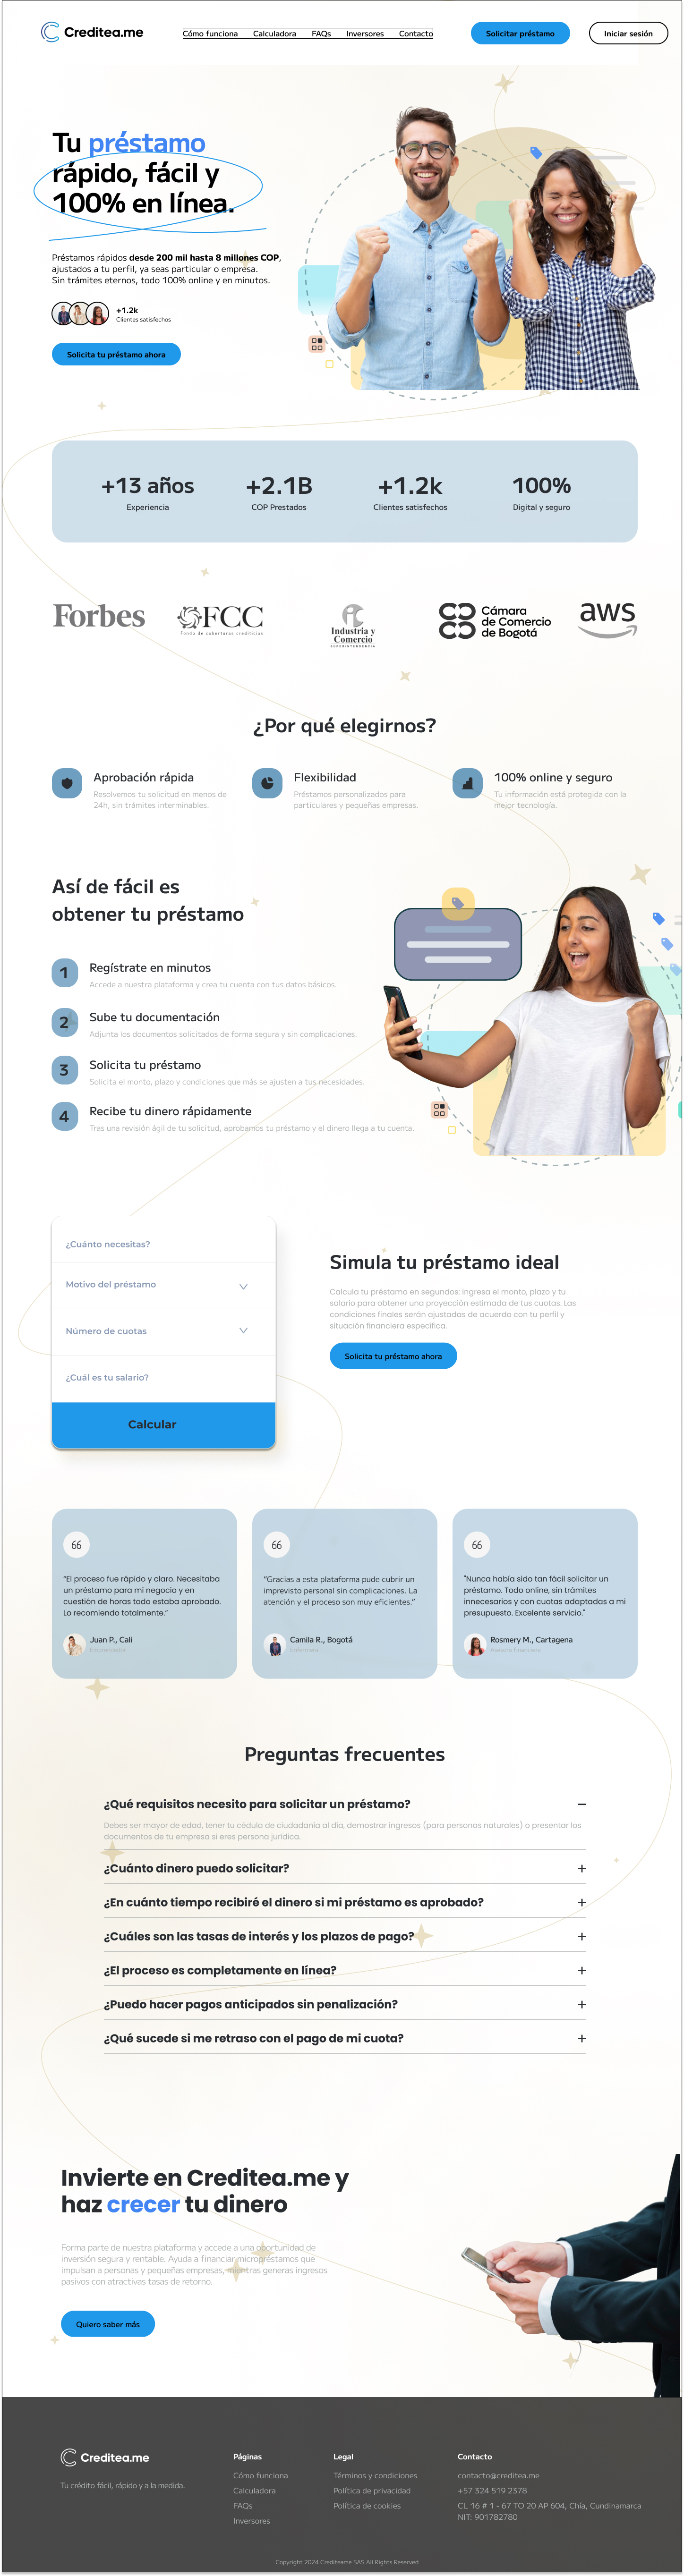 Creditea.me
Cómo funciona
Calculadora
FAQs
Inversores
Contacto
Solicitar préstamo
Iniciar sesión
Tu préstamo
rápido, fácil y
100% en línea.
Préstamos rápidos desde 200 mil hasta 8 millones COP,
ajustados a tu perfil, ya seas particular o empresa.
Sin trámites eternos, todo 100% online y en minutos.
+1.2k
Clientes satisfechos
Solicita tu préstamo ahora
+13 años
Experiencia
+2.1B
COP Prestados
+1.2k
Clientes satisfechos
100%
Digital y seguro
Forbes
FCC
Fondo de coberturas crediticias
Industria y
Comercio
SUPERINTENDENCIA
Cámara
de Comercio
de Bogotá
aws
¿Por qué elegirnos?
Aprobación rápida
Resolvemos tu solicitud en menos de
24h, sin trámites interminables.
Flexibilidad
Préstamos personalizados para
particulares y pequeñas empresas.
100% online y seguro
Tu información está protegida con la
mejor tecnología.
Así de fácil es
obtener tu préstamo
1
Regístrate en minutos
Accede a nuestra plataforma y crea tu cuenta con tus datos básicos.
2
Sube tu documentación
Adjunta los documentos solicitados de forma segura y sin complicaciones.
3
Solicita tu préstamo
Solicita el monto, plazo y condiciones que más se ajusten a tus necesidades.
4
Recibe tu dinero rápidamente
Tras una revisión ágil de tu solicitud, aprobamos tu préstamo y el dinero llega a tu cuenta.
¿Cuánto necesitas?
Motivo del préstamo
Número de cuotas
¿Cuál es tu salario?
Calcular
Simula tu préstamo ideal
Calcula tu préstamo en segundos: ingresa el monto, plazo y tu
salario para obtener una proyección estimada de tus cuotas. Las
condiciones finales serán ajustadas de acuerdo con tu perfil y
situación financiera específica.
Solicita tu préstamo ahora
"El proceso fue rápido y claro. Necesitaba
un préstamo para mi negocio y en
cuestión de horas todo estaba aprobado.
Lo recomiendo totalmente."
Juan P., Cali
"Gracias a esta plataforma pude cubrir un
imprevisto personal sin complicaciones. La
atención y el proceso son muy eficientes."
Camila R., Bogotá
"Nunca había sido tan fácil solicitar un
préstamo. Todo online, sin trámites
innecesarios y con cuotas adaptadas a mi
presupuesto. Excelente servicio."
Rosmery M., Cartagena
Preguntas frecuentes
¿Qué requisitos necesito para solicitar un préstamo?
Debes ser mayor de edad, tener tu cédula de ciudadanía al día, demostrar ingresos (para personas naturales) o presentar los
documentos de tu empresa si eres persona jurídica.
¿Cuánto dinero puedo solicitar?
¿En cuánto tiempo recibiré el dinero si mi préstamo es aprobado?
¿Cuáles son las tasas de interés y los plazos de pago?
¿El proceso es completamente en línea?
¿Puedo hacer pagos anticipados sin penalización?
¿Qué sucede si me retraso con el pago de mi cuota?
Invierte en Creditea.me y
haz crecer tu dinero
Forma parte de nuestra plataforma y accede a una oportunidad de
inversión segura y rentable. Ayuda a financiar micropréstamos que
impulsan a personas y pequeñas empresas, mientras generas ingresos
pasivos con atractivas tasas de retorno.
Quiero saber más
Creditea.me
Tu crédito fácil, rápido y a la medida.
Páginas
Cómo funciona
Calculadora
FAQs
Inversores
Legal
Términos y condiciones
Política de privacidad
Política de cookies
Contacto
contacto@creditea.me
+57 324 519 2378
CL 16 # 1 - 67 TO 20 AP 604, Chía, Cundinamarca
NIT: 901782780
Copyright 2024 Crediteame SAS All Rights Reserved